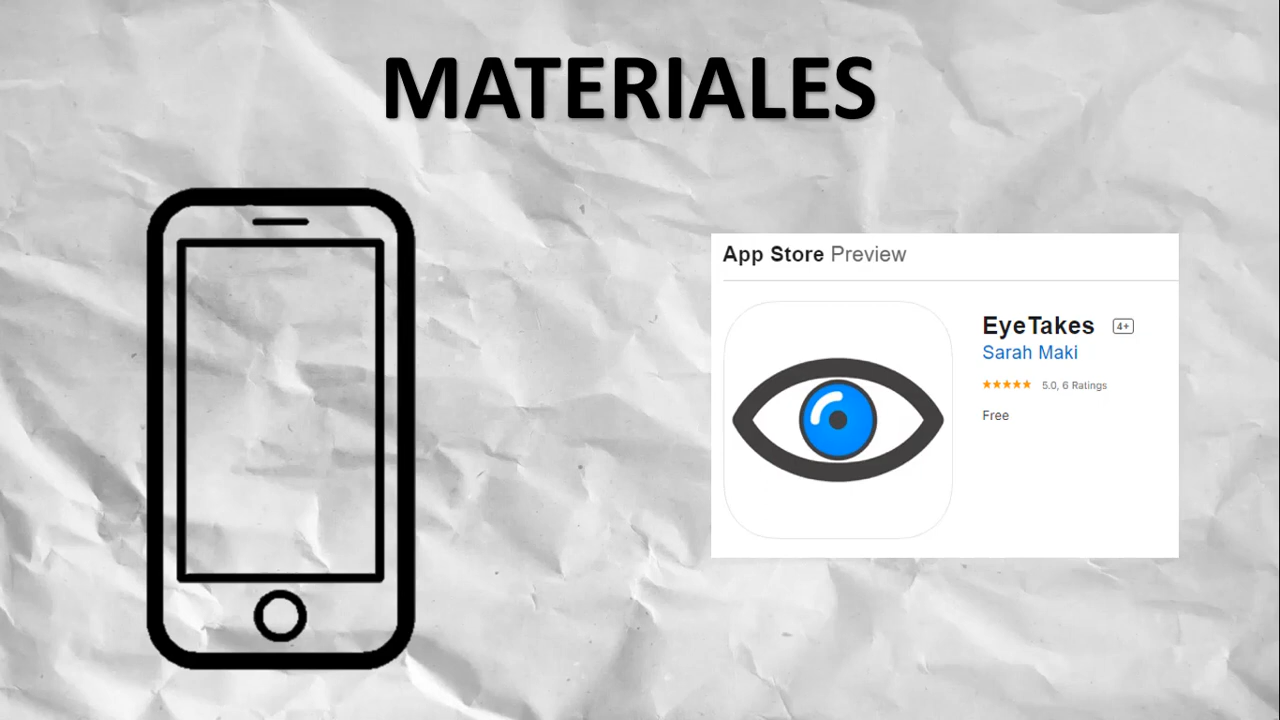 MATERIALES
App Store Preview
EyeTakes 4+
Sarah Maki
★★★★★ 5.0, 6 Ratings
Free